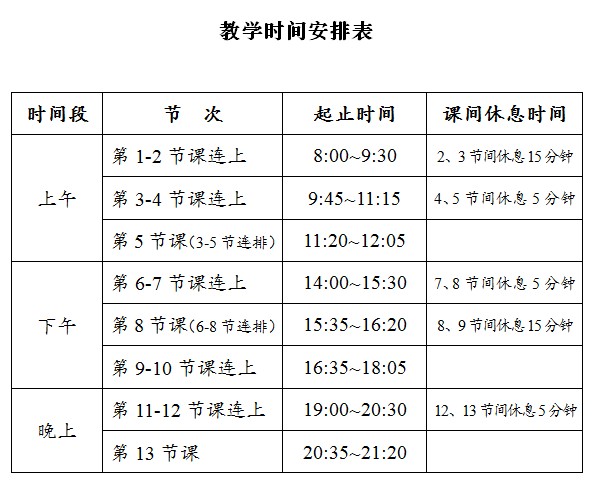 教学时间安排表
时间段 节 次 起止时间 课间休息时间
上午 第 1-2 节课连上 8:00~9:30 2、3节间休息15分钟
第 3-4 节课连上 9:45~11:15 4、5 节间休息 5 分钟
第 5 节课(3-5 节连排) 11:20~12:05
下午 第 6-7 节课连上 14:00~15:30 7、8 节间休息 5 分钟
第 8 节课(6-8 节连排) 15:35~16:20 8、9 节间休息15分钟
第 9-10 节课连上 16:35~18:05
晚上 第 11-12 节课连上 19:00~20:30 12、13 节间休息5分钟
第 13 节课 20:35~21:20